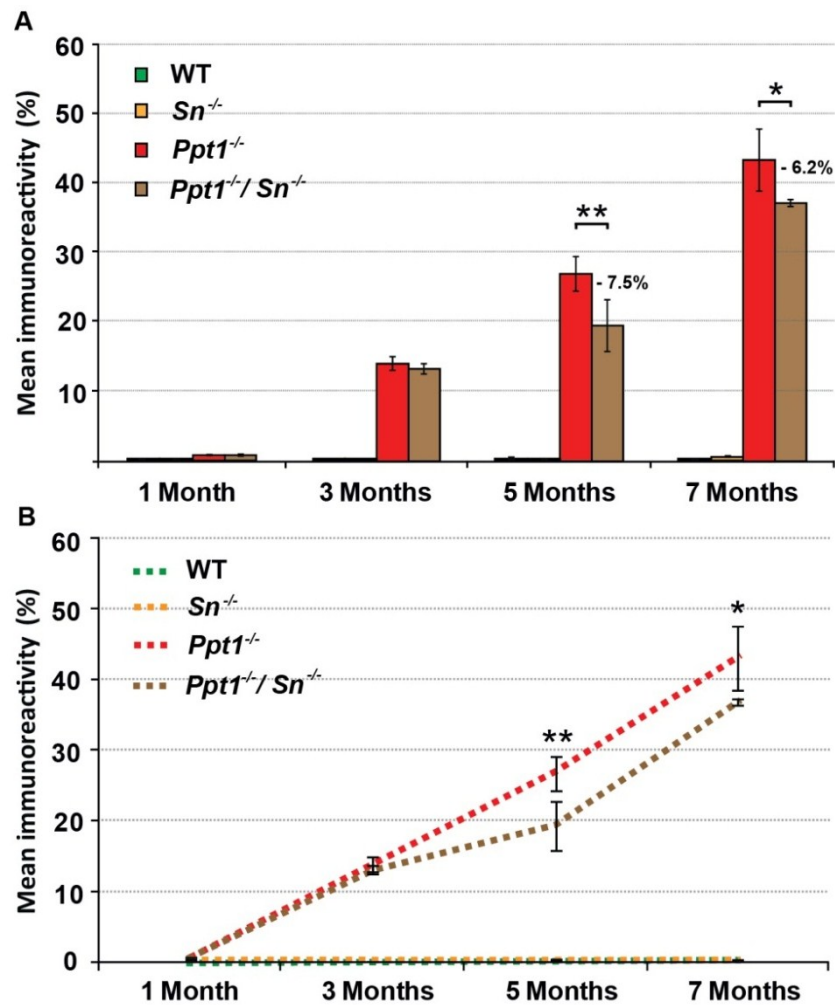 A
Mean immunoreactivity (%)
60
50
40
30
20
10
WT
Sn-/-
Ppt1-/-
Ppt1-/-/ Sn-/-
**
- 7.5%
*
- 6.2%
1 Month 3 Months 5 Months 7 Months
B
Mean immunoreactivity (%)
60
50
40
30
20
10
0
WT
Sn-/-
Ppt1-/-
Ppt1-/-/ Sn-/-
**
*
1 Month 3 Months 5 Months 7 Months